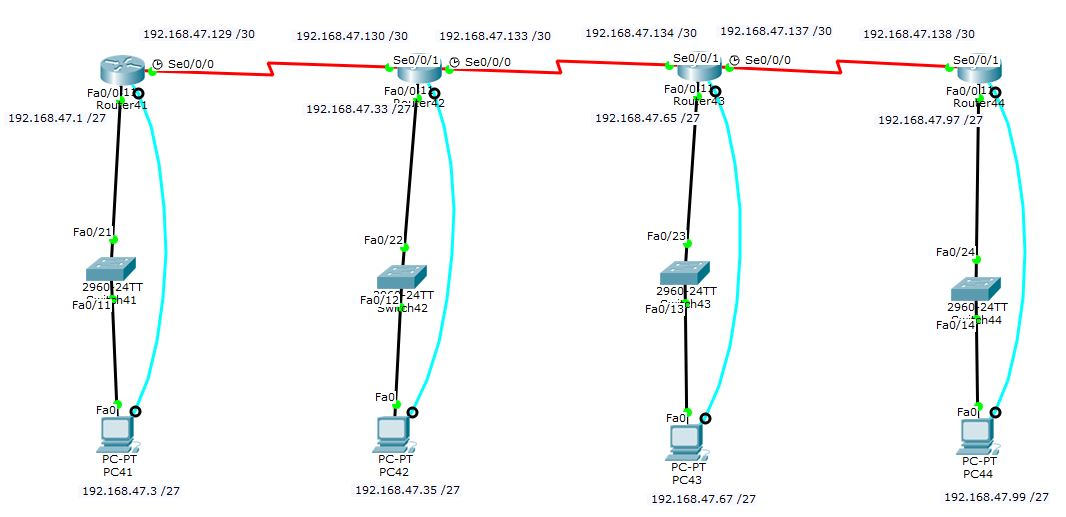 192.168.47.129 /30
192.168.47.130 /30
192.168.47.133 /30
192.168.47.134 /30
192.168.47.137 /30
192.168.47.138 /30
Se0/0/0
Se0/0/1
Se0/0/0
Se0/0/1
Se0/0/0
Se0/0/1
Fa0/0
Router41
Fa0/0
Router42
Fa0/0
Router43
Fa0/0
Router44
192.168.47.1 /27
192.168.47.33 /27
192.168.47.65 /27
192.168.47.97 /27
Fa0/21
Fa0/22
Fa0/23
Fa0/24
2960-24TT
Switch41
Fa0/11
2960-24TT
Switch42
Fa0/12
2960-24TT
Switch43
Fa0/13
2960-24TT
Switch44
Fa0/14
Fa0
Fa0
Fa0
Fa0
PC-PT
PC41
PC-PT
PC42
PC-PT
PC43
PC-PT
PC44
192.168.47.3 /27
192.168.47.35 /27
192.168.47.67 /27
192.168.47.99 /27